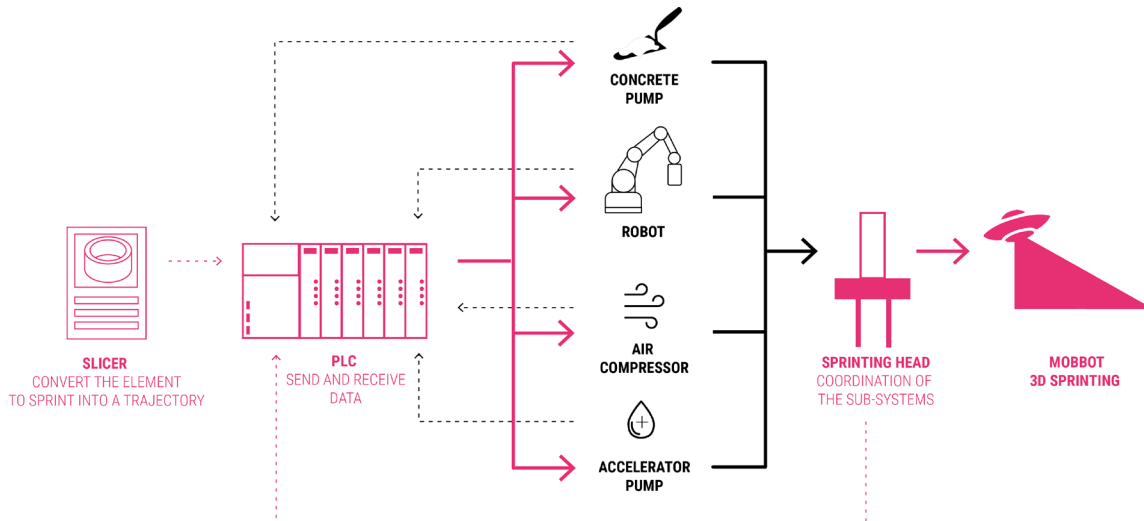 CONCRETE
PUMP
ROBOT
AIR
COMPRESSOR
ACCELERATOR
PUMP
SLICER
CONVERT THE ELEMENT
TO SPRINT INTO A TRAJECTORY
PLC
SEND AND RECEIVE
DATA
SPRINTING HEAD
COORDINATION OF
THE SUB-SYSTEMS
MOBBOT
3D SPRINTING